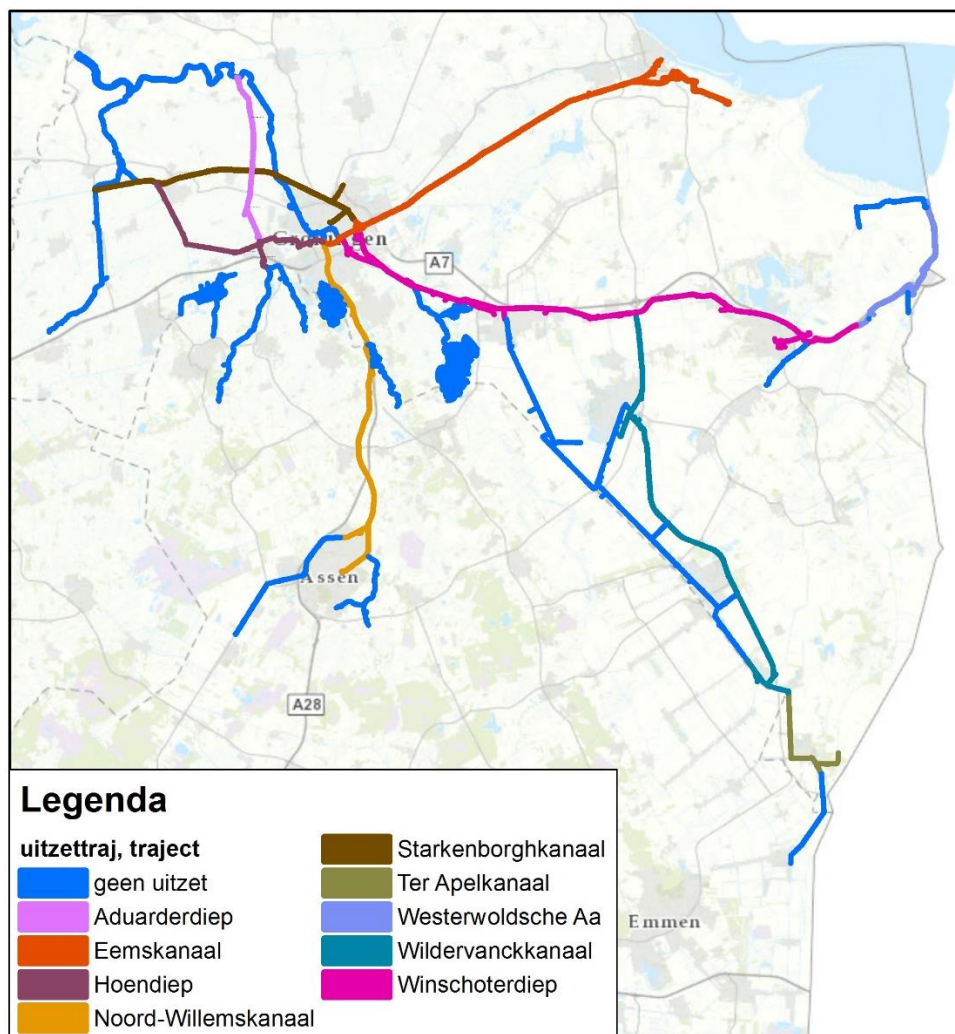 Groningen
A7
Assen
A28
Emmen
Legenda
uitzettraj, traject
geen uitzet
Aduarderdiep
Eemskanaal
Hoendiep
Noord-Willemskanaal
Starkenborghkanaal
Ter Apelkanaal
Westerwoldsche Aa
Wildervanckkanaal
Winschoterdiep